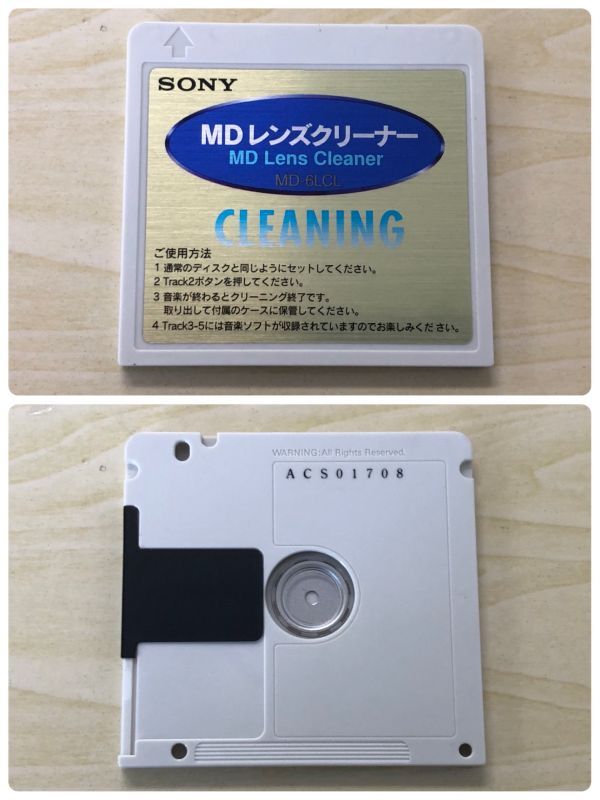 SONY
MD レンズクリーナー
MD Lens Cleaner
MD-6LCL
CLEANING
ご使用方法
1 通常のディスクと同じようにセットしてください。
2 Track2ボタンを押してください。
3 音楽が終わるとクリーニング終了です。
取り出して付属のケースに保管してください。
4 Track3-5には音楽ソフトが収録されていますのでお楽しみください。
WARNING:All Rights Reserved.
ACS01708